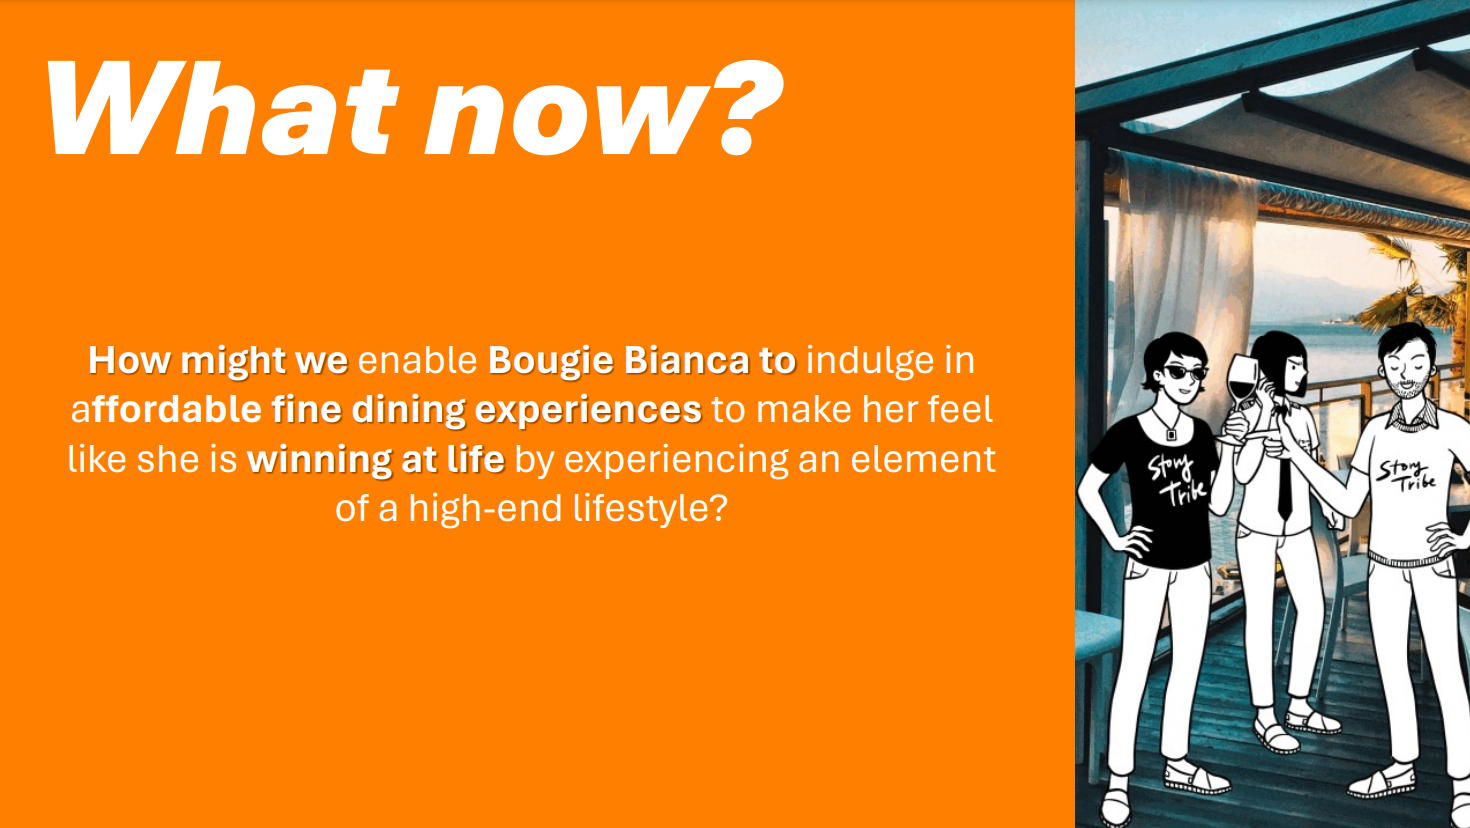 What now?
How might we enable Bougie Bianca to indulge in
affordable fine dining experiences to make her feel
like she is winning at life by experiencing an element
of a high-end lifestyle?
Story
Tribe
Story
Tribe